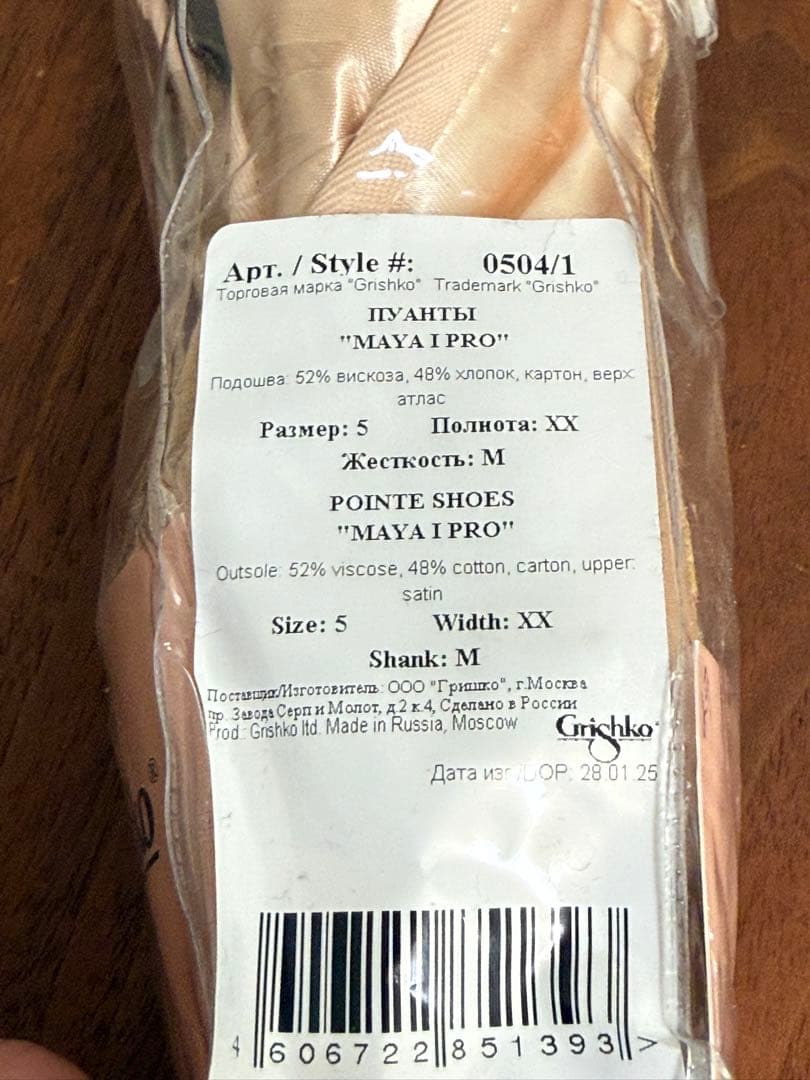 Арт. / Style #: 0504/1
Торговая марка "Grishko" Trademark "Grishko"
ПУАНТЫ
"MAYA I PRO"
Подошва: 52% вискоза, 48% хлопок, картон, верх:
атлас
Размер: 5 Полнота: XX
Жесткость: M
POINTE SHOES
"MAYA I PRO"
Outsole: 52% viscose, 48% cotton, carton, upper:
satin
Size: 5 Width: XX
Shank: M
Поставщик/Изготовитель: ООО "Гришко", г.Москва
пр. Завода Серп и Молот, д.2 к.4, Сделано в России
Prod.: Grishko ltd. Made in Russia, Moscow
Grishko
Дата изг./DOP: 28.01.25
4 606722 851393 >